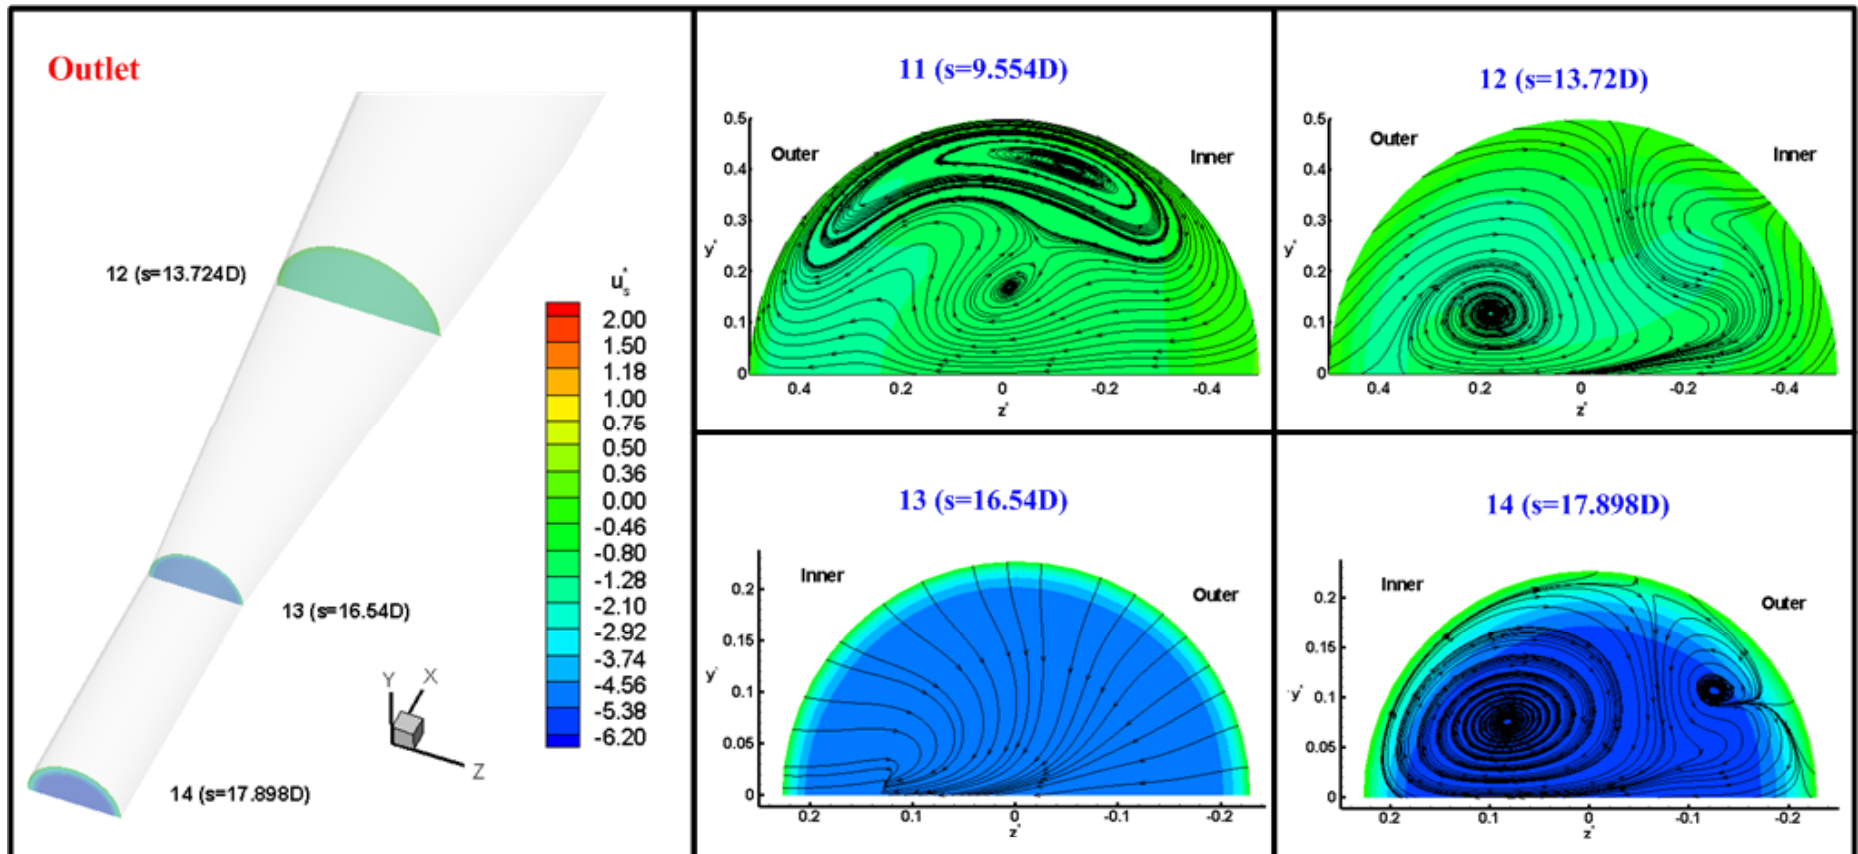 Outlet
12 (s=13.724D)
13 (s=16.54D)
14 (s=17.898D)
Y
X
Z
u*s
2.00
1.50
1.18
1.00
0.75
0.50
0.36
0.00
-0.46
-0.80
-1.28
-2.10
-2.92
-3.74
-4.56
-5.38
-6.20
11 (s=9.554D)
Outer
Inner
0.5
0.4
0.3
0.2
0.1
0
y*
0.4 0.2 0 -0.2 -0.4
z*
12 (s=13.72D)
Outer
Inner
0.5
0.4
0.3
0.2
0.1
0
y*
0.4 0.2 0 -0.2 -0.4
z*
13 (s=16.54D)
Inner
Outer
0.2
0.15
0.1
0.05
0
y*
0.2 0.1 0 -0.1 -0.2
z*
14 (s=17.898D)
Inner
Outer
0.2
0.15
0.1
0.05
0
y*
0.2 0.1 0 -0.1 -0.2
z*